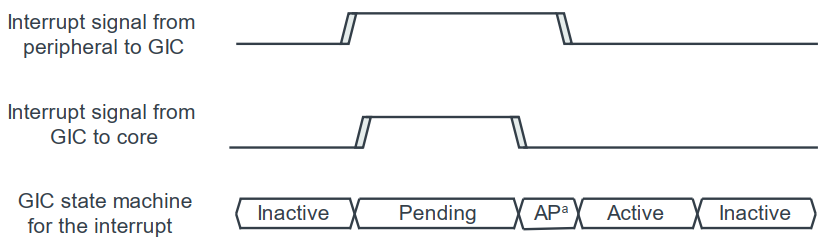 Interrupt signal from
peripheral to GIC
Interrupt signal from
GIC to core
GIC state machine
for the interrupt
Inactive Pending APᵃ Active Inactive